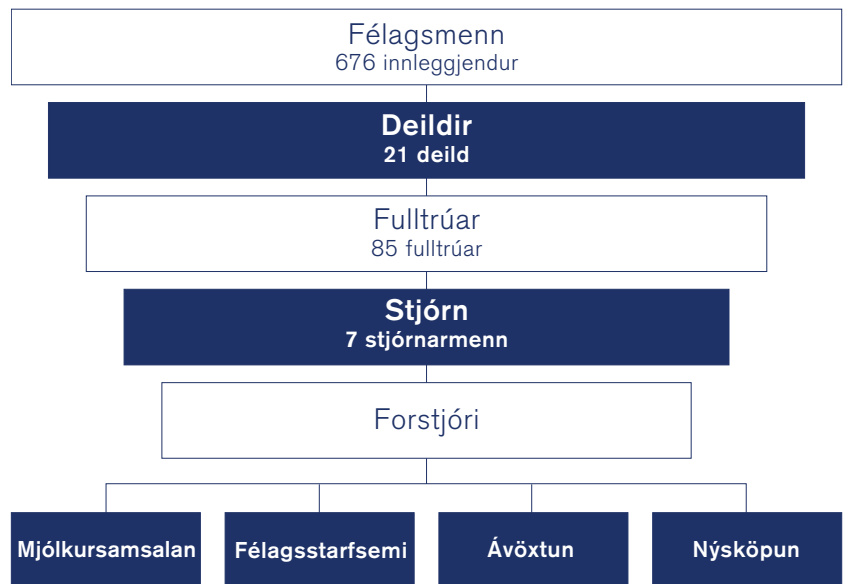 Félagsmenn
676 innleggjendur
Deildir
21 deild
Fulltrúar
85 fulltrúar
Stjórn
7 stjórnarmenn
Forstjóri
Mjólkursamsalan
Félagsstarfsemi
Ávöxtun
Nýsköpun